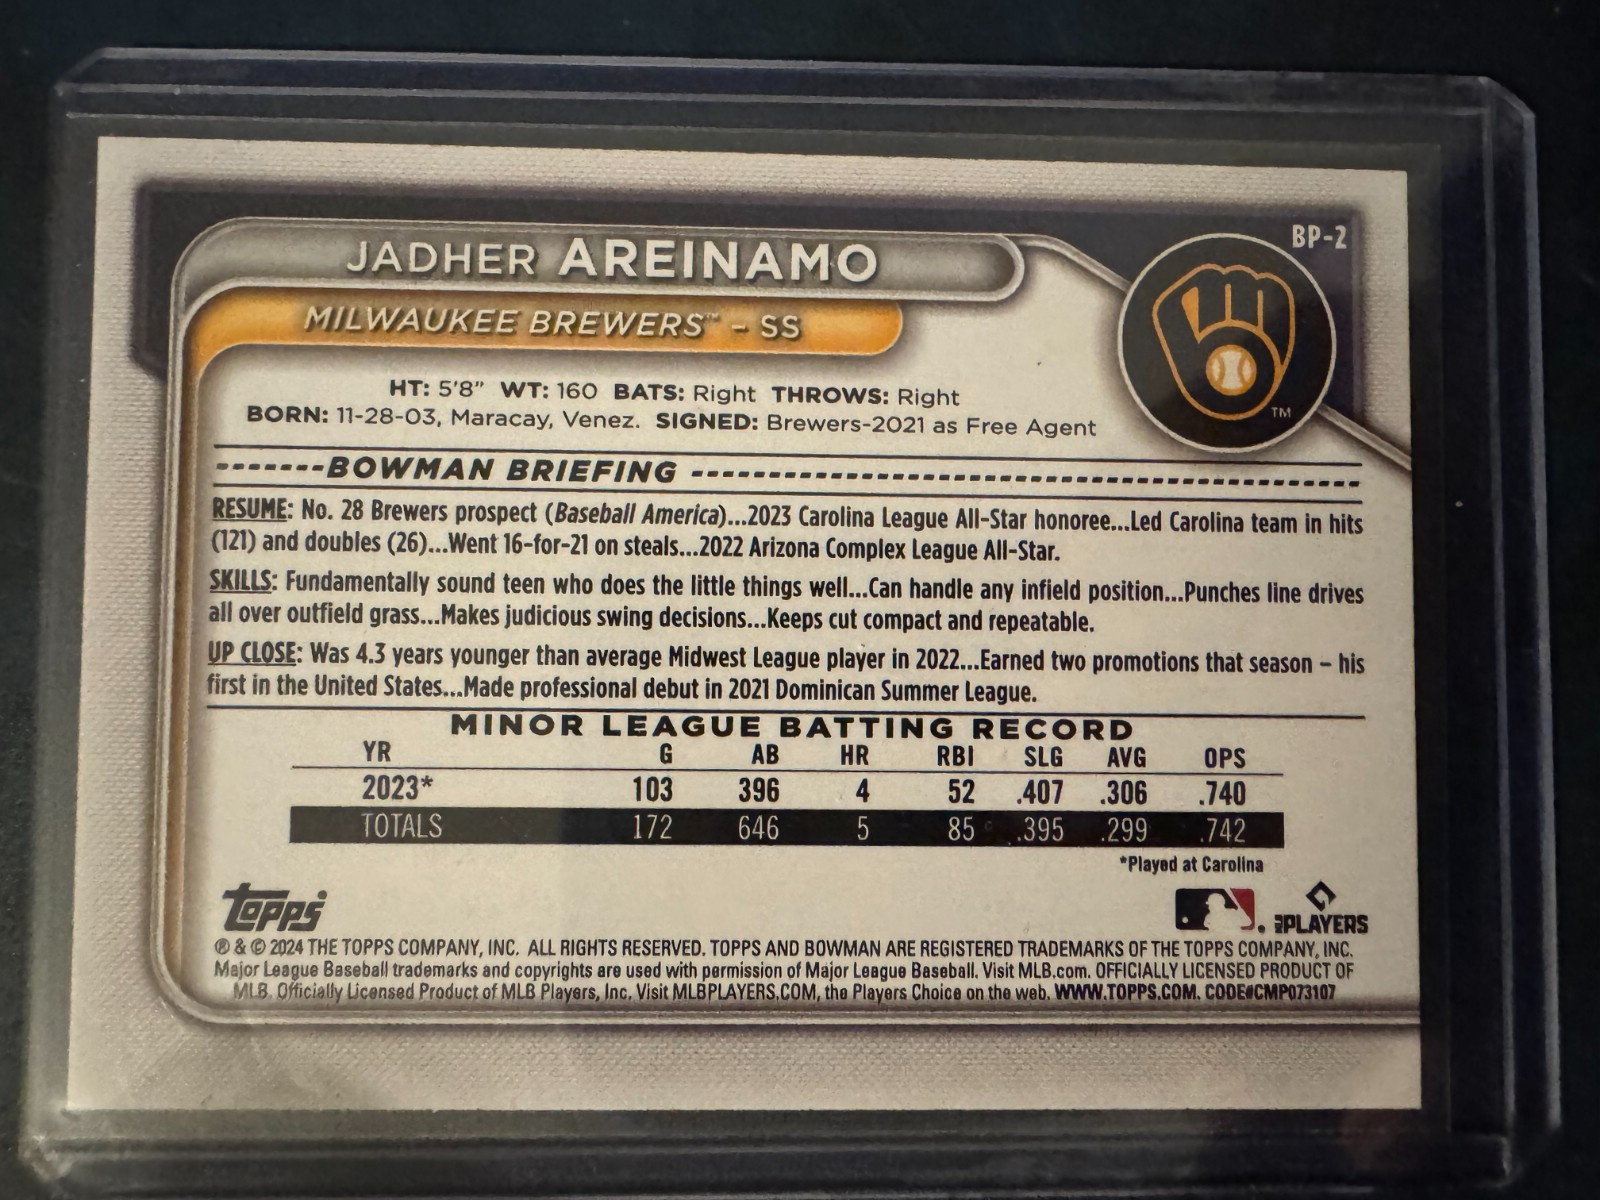 BP-2
JADHER AREINAMO
MILWAUKEE BREWERS™ - SS
TM
HT: 5'8" WT: 160 BATS: Right THROWS: Right
BORN: 11-28-03, Maracay, Venez. SIGNED: Brewers-2021 as Free Agent
BOWMAN BRIEFING
RESUME: No. 28 Brewers prospect (Baseball America)...2023 Carolina League All-Star honoree...Led Carolina team in hits
(121) and doubles (26)...Went 16-for-21 on steals...2022 Arizona Complex League All-Star.
SKILLS: Fundamentally sound teen who does the little things well...Can handle any infield position...Punches line drives
all over outfield grass...Makes judicious swing decisions...Keeps cut compact and repeatable.
UP CLOSE: Was 4.3 years younger than average Midwest League player in 2022...Earned two promotions that season – his
first in the United States...Made professional debut in 2021 Dominican Summer League.
MINOR LEAGUE BATTING RECORD
YR G AB HR RBI SLG AVG OPS
2023* 103 396 4 52 .407 .306 .740
TOTALS 172 646 5 85 .395 .299 .742
*Played at Carolina
topps
PLAYERS
® & © 2024 THE TOPPS COMPANY, INC. ALL RIGHTS RESERVED. TOPPS AND BOWMAN ARE REGISTERED TRADEMARKS OF THE TOPPS COMPANY, INC.
Major League Baseball trademarks and copyrights are used with permission of Major League Baseball. Visit MLB.com. OFFICIALLY LICENSED PRODUCT OF
MLB Officially Licensed Product of MLB Players, Inc. Visit MLBPLAYERS.COM, the Players Choice on the web. WWW.TOPPS.COM. CODE#CMP073107